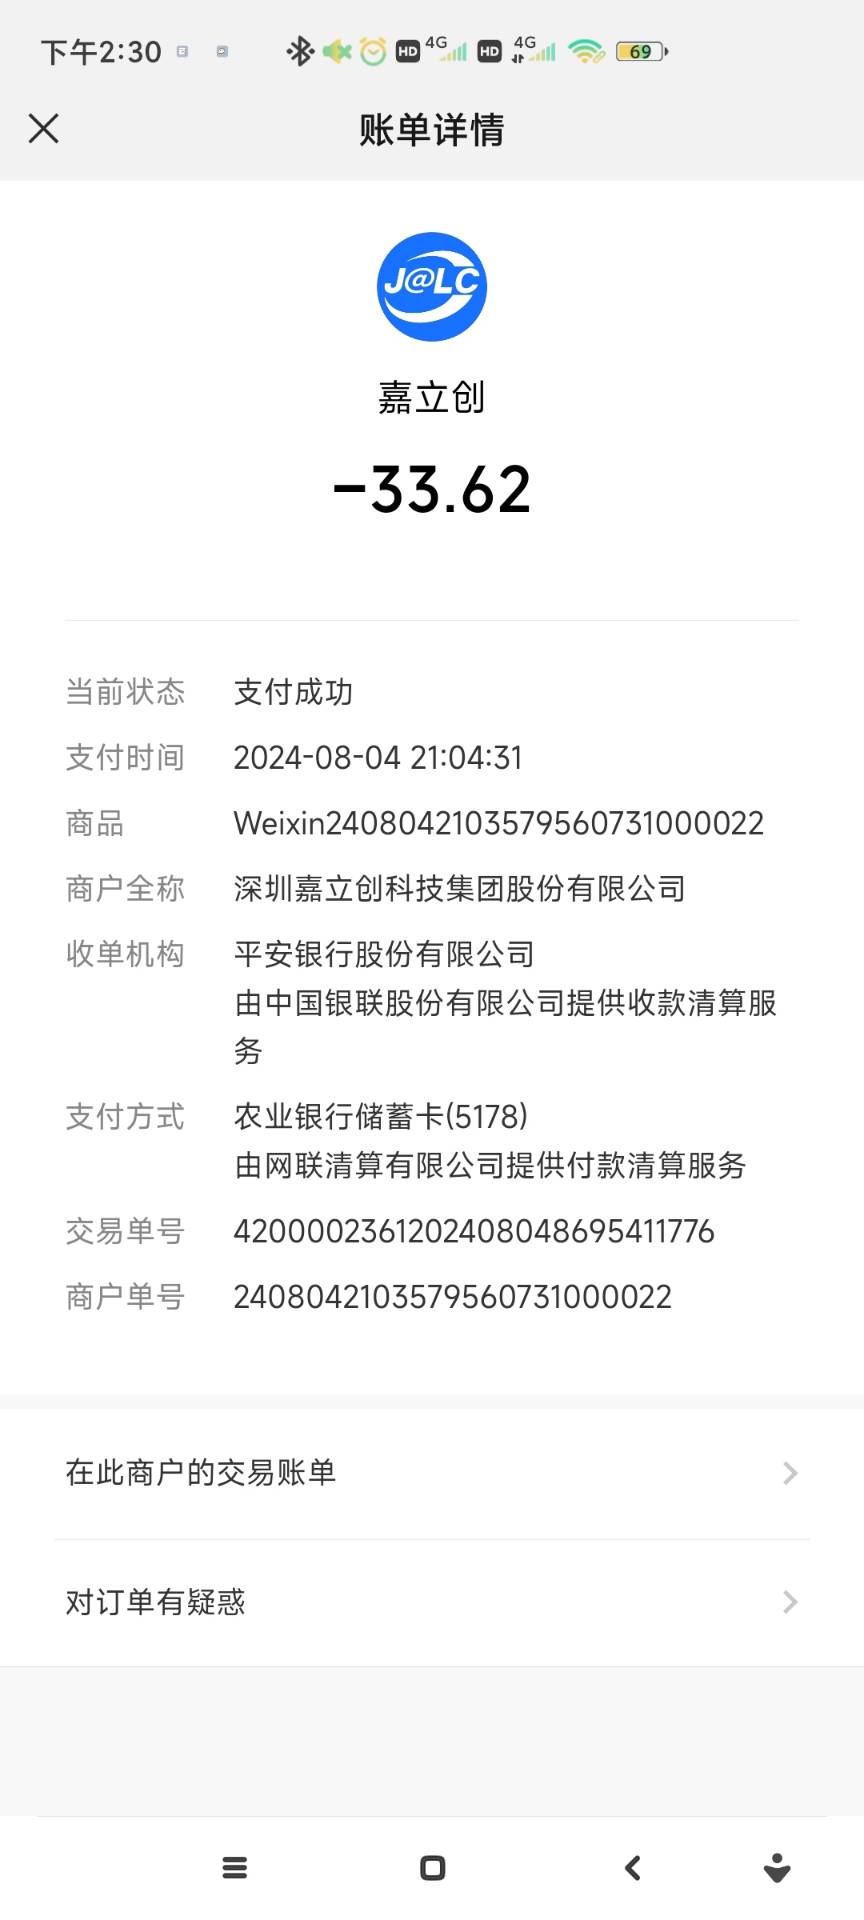 下午2:30
HD 4G HD 4G 69
账单详情
J@LC
嘉立创
-33.62
当前状态 支付成功
支付时间 2024-08-04 21:04:31
商品 Weixin2408042103579560731000022
商户全称 深圳嘉立创科技集团股份有限公司
收单机构 平安银行股份有限公司
由中国银联股份有限公司提供收款清算服
务
支付方式 农业银行储蓄卡(5178)
由网联清算有限公司提供付款清算服务
交易单号 4200002361202408048695411776
商户单号 2408042103579560731000022
在此商户的交易账单
对订单有疑惑